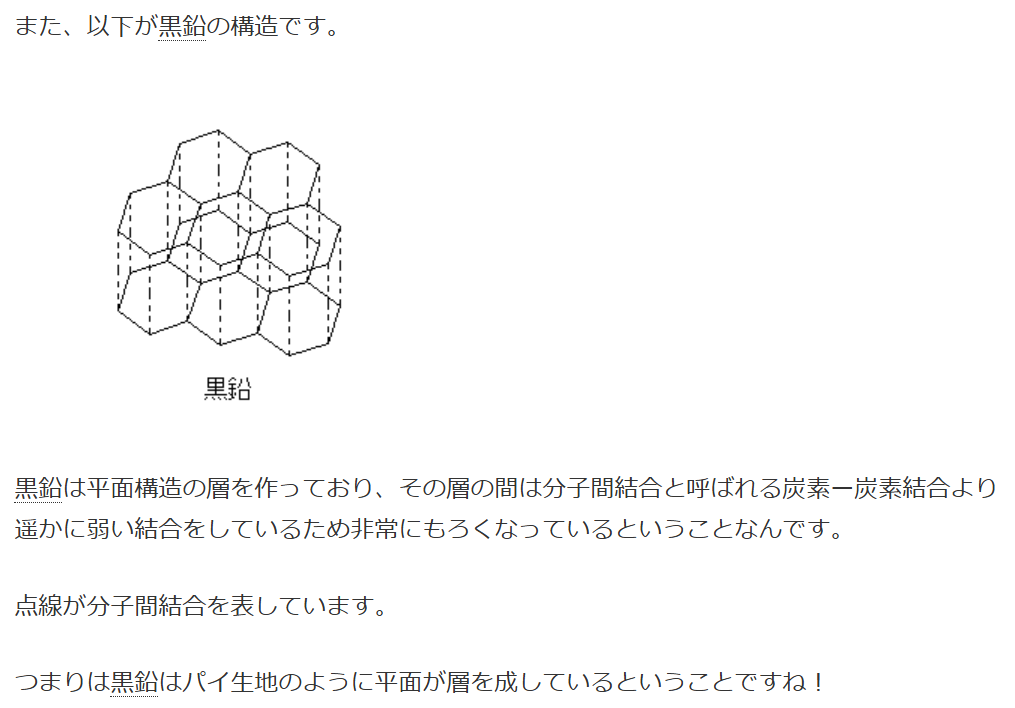 また、以下が黒鉛の構造です。
黒鉛
黒鉛は平面構造の層を作っており、その層の間は分子間結合と呼ばれる炭素ー炭素結合より
遥かに弱い結合をしているため非常にもろくなっているということなんです。
点線が分子間結合を表しています。
つまりは黒鉛はパイ生地のように平面が層を成しているということですね！